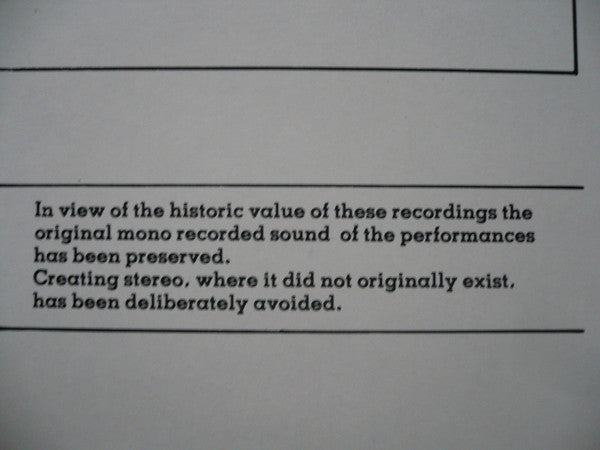 In view of the historic value of these recordings the
original mono recorded sound of the performances
has been preserved.
Creating stereo, where it did not originally exist,
has been deliberately avoided.